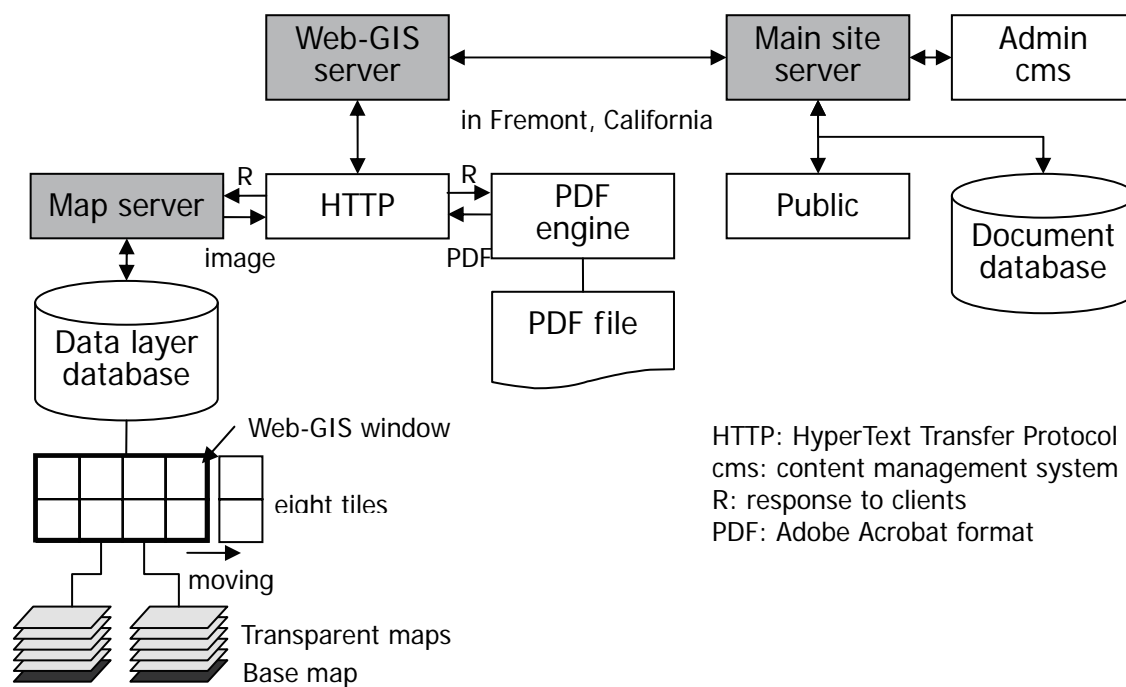 Web-GIS
server
Main site
server
Admin
cms
in Fremont, California
R
R
Map server
HTTP
PDF
engine
Public
image
PDF
Document
database
Data layer
database
PDF file
Web-GIS window
eight tiles
moving
HTTP: HyperText Transfer Protocol
cms: content management system
R: response to clients
PDF: Adobe Acrobat format
Transparent maps
Base map